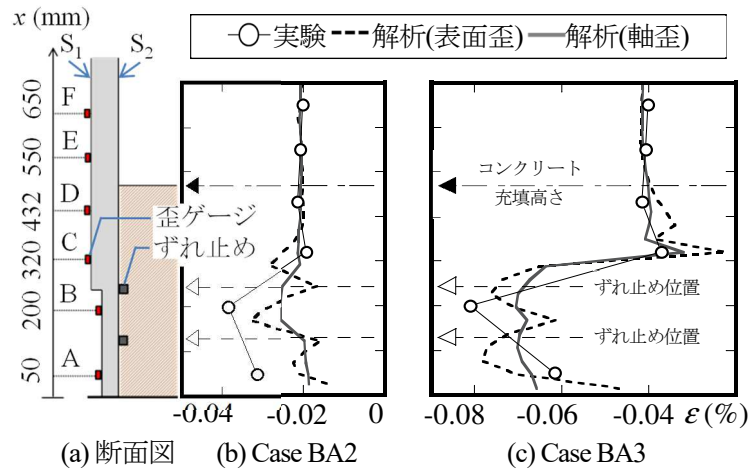 x (mm)
S1
S2
実験
解析(表面歪)
解析(軸歪)
650
550
432
320
200
50
F
E
D
C
B
A
歪ゲージ
ずれ止め
コンクリート
充填高さ
ずれ止め位置
ずれ止め位置
-0.04
-0.02
0
-0.08
-0.06
-0.04
ε(%)
(a) 断面図
(b) Case BA2
(c) Case BA3